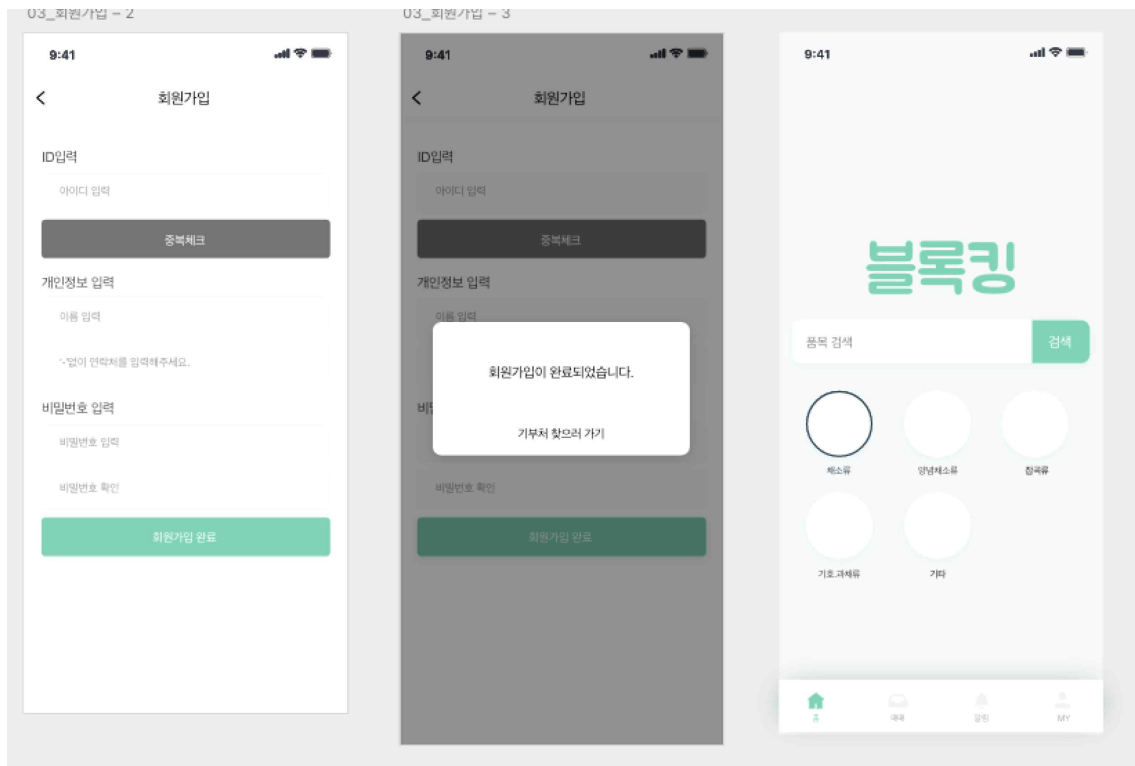 03_회원가입 – 2
9:41
회원가입
ID입력
아이디 입력
중복체크
개인정보 입력
이름 입력
'-'없이 연락처를 입력해주세요.
비밀번호 입력
비밀번호 입력
비밀번호 확인
회원가입 완료
03_회원가입 – 3
9:41
회원가입
ID입력
아이디 입력
중복체크
개인정보 입력
이름 입력
회원가입이 완료되었습니다.
기부처 찾으러 가기
비밀번호 확인
회원가입 완료
9:41
블록킹
품목 검색
검색
채소류
양념채소류
잡곡류
기호.과채류
기타
홈
매매
알림
MY